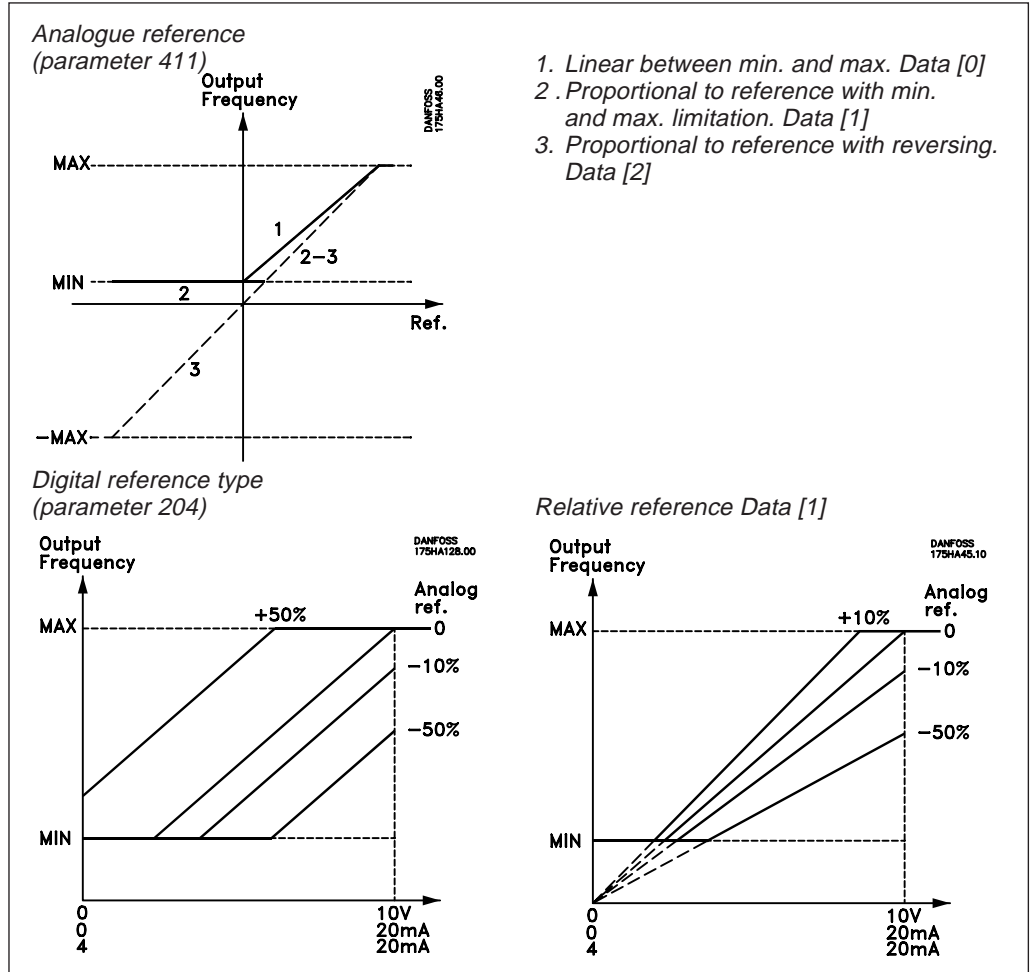 Analogue reference
(parameter 411)
Output
Frequency
DANFOSS
175HA46.00
MAX
1
2–3
MIN
2
Ref.
3
–MAX
1. Linear between min. and max. Data [0]
2 . Proportional to reference with min.
and max. limitation. Data [1]
3. Proportional to reference with reversing.
Data [2]
Digital reference type
(parameter 204)
Output
Frequency
DANFOSS
175HA128.00
Analog
ref.
+50%
MAX
0
–10%
–50%
MIN
0 10V
0 20mA
4 20mA
Relative reference Data [1]
Output
Frequency
DANFOSS
175HA45.10
Analog
ref.
+10%
MAX
0
–10%
–50%
MIN
0 10V
0 20mA
4 20mA